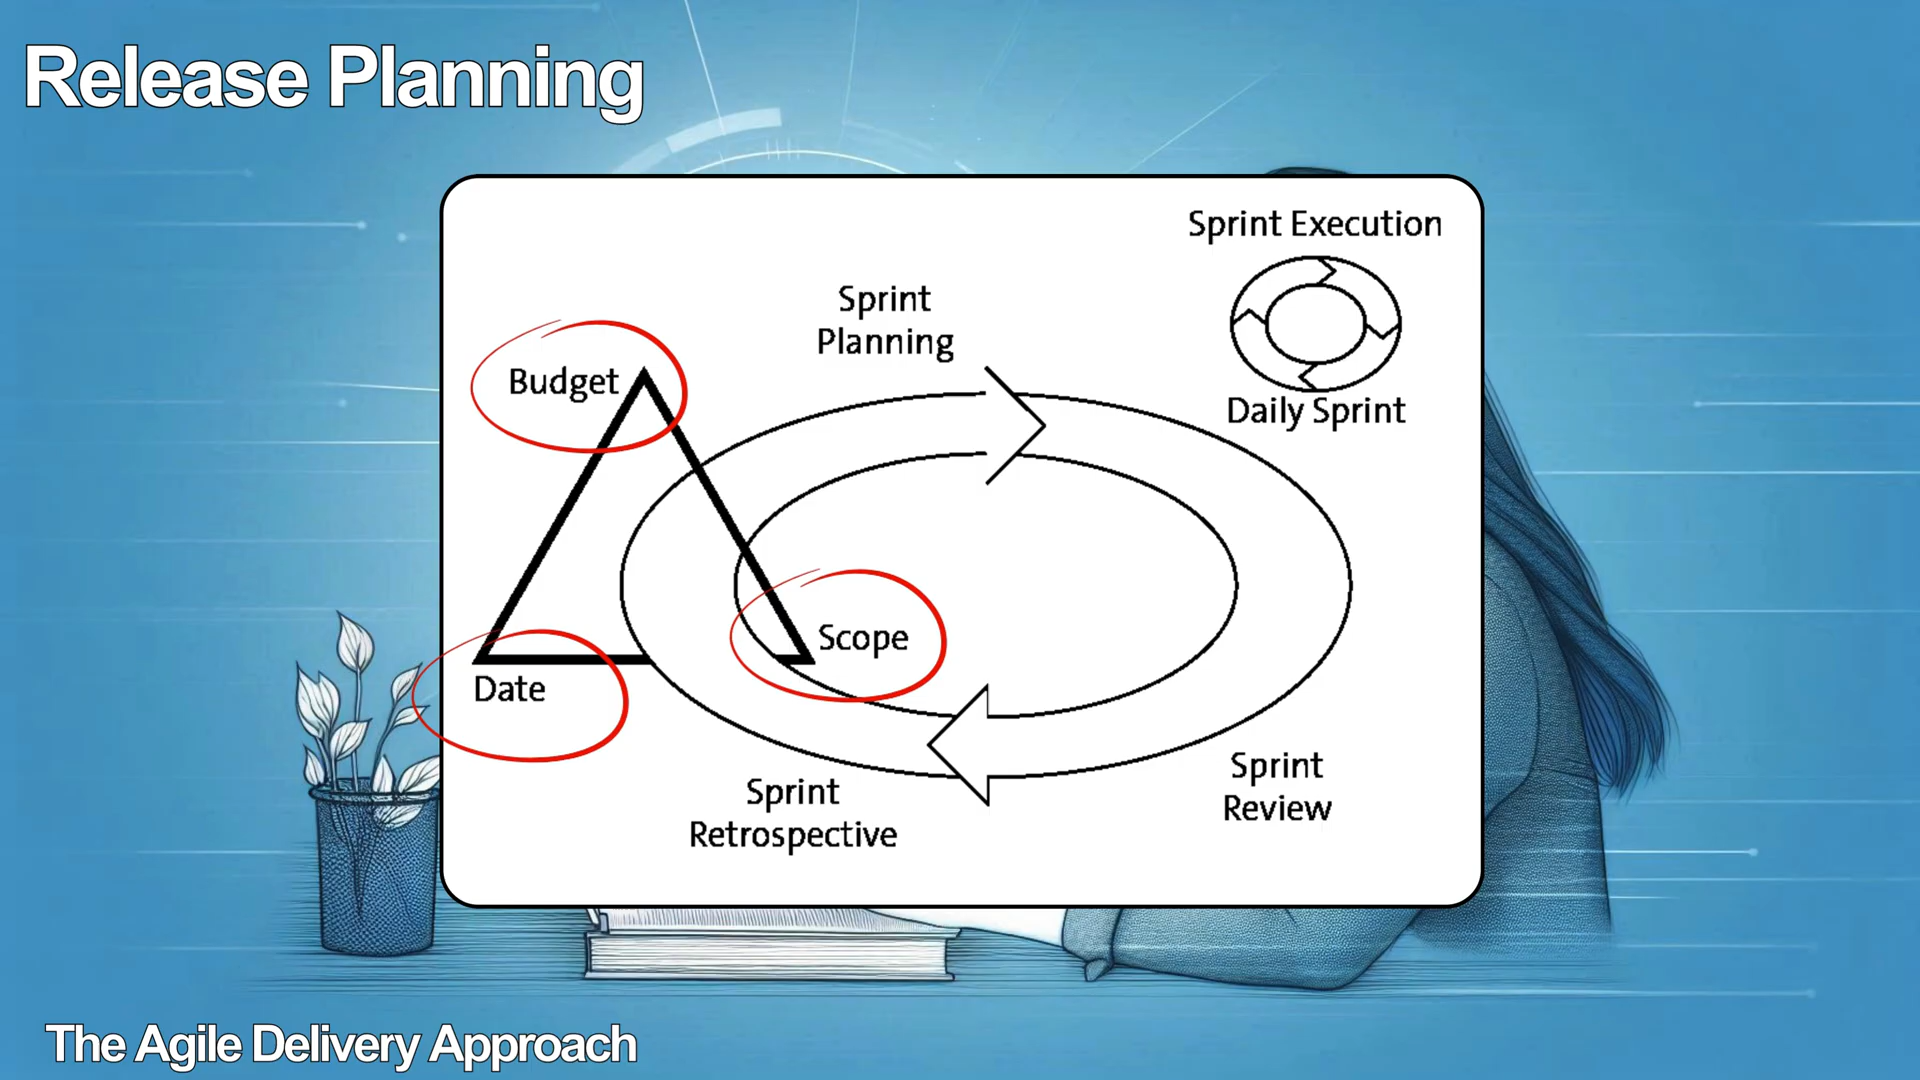 Release Planning
Sprint Execution
Sprint
Planning
Budget
Daily Sprint
Scope
Date
Sprint
Review
Sprint
Retrospective
The Agile Delivery Approach